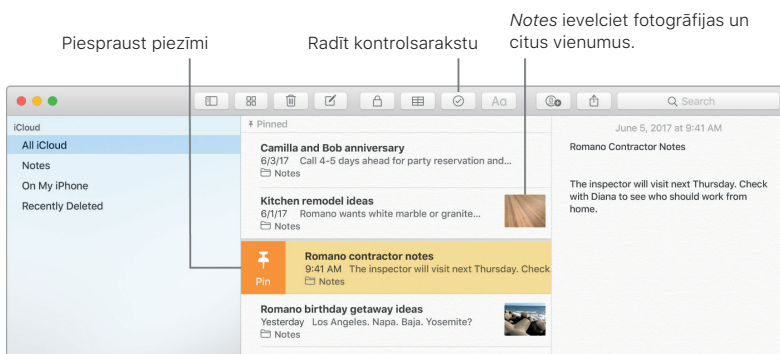 Notes ievelciet fotogrāfijas un
citus vienumus.
Piespraust piezīmi
Radīt kontrolsarakstu
Aa
Search
iCloud
All iCloud
Notes
On My iPhone
Recently Deleted
Pinned
Camilla and Bob anniversary
6/3/17 Call 4-5 days ahead for party reservation and...
Notes
Kitchen remodel ideas
6/1/17 Romano wants white marble or granite...
Notes
Pin
Romano contractor notes
9:41 AM The inspector will visit next Thursday. Check
Notes
Romano birthday getaway ideas
Yesterday Los Angeles. Napa. Baja. Yosemite?
Notes
June 5, 2017 at 9:41 AM
Romano Contractor Notes
The inspector will visit next Thursday. Check
with Diana to see who should work from
home.